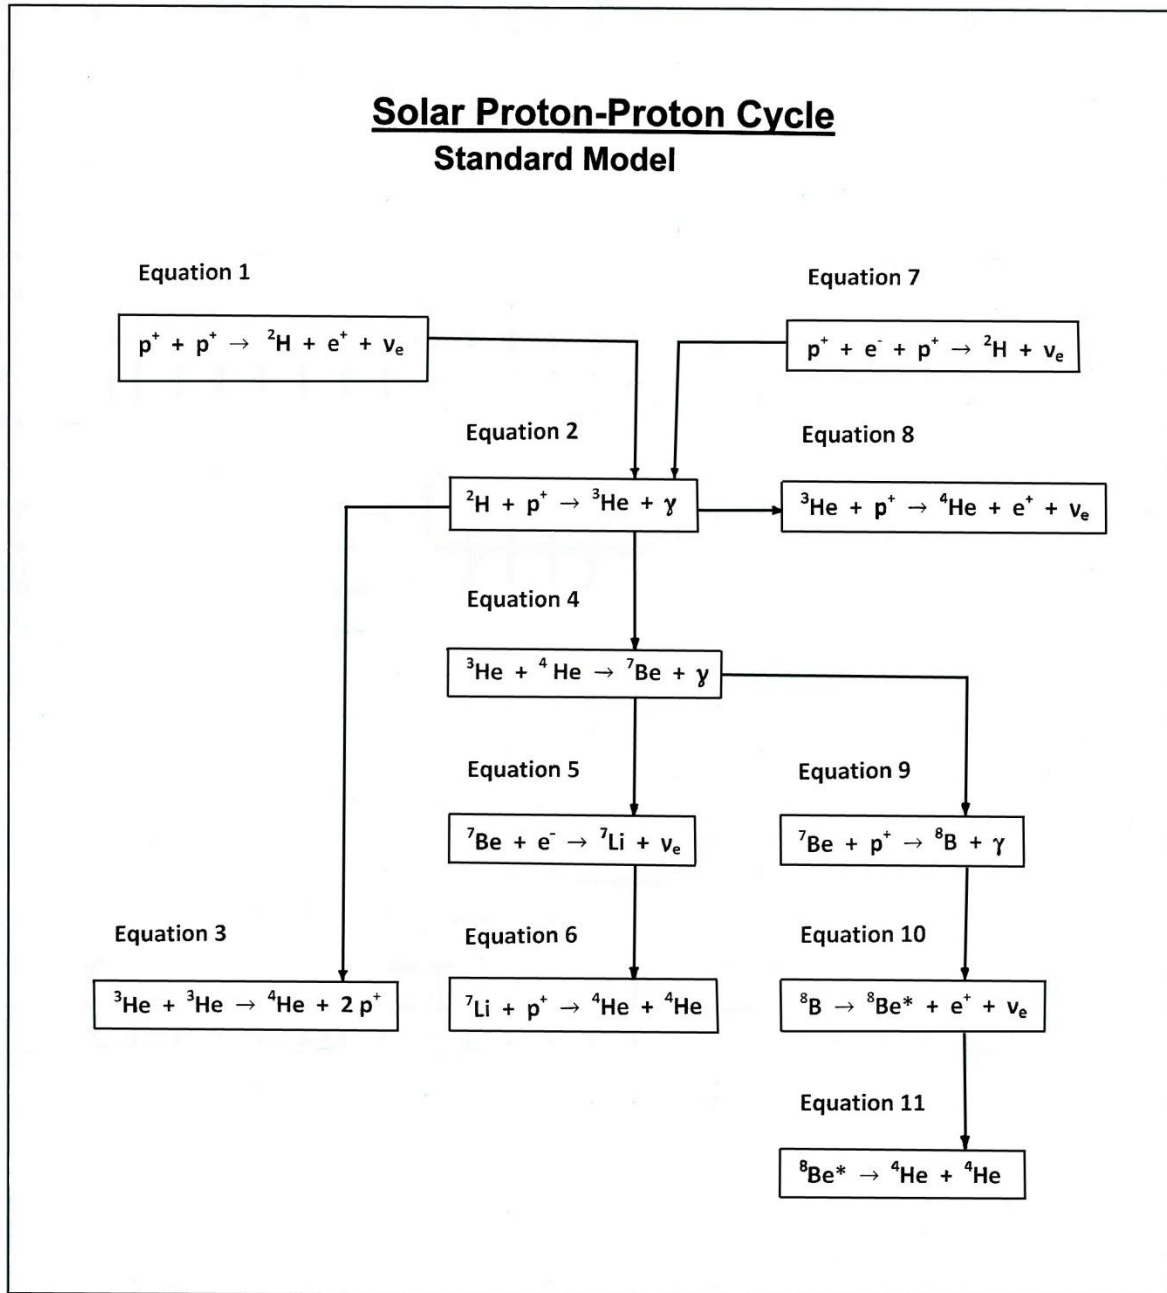 Solar Proton-Proton Cycle
Standard Model
Equation 1
p⁺ + p⁺ → ²H + e⁺ + νₑ
Equation 7
p⁺ + e⁻ + p⁺ → ²H + νₑ
Equation 2
²H + p⁺ → ³He + γ
Equation 8
³He + p⁺ → ⁴He + e⁺ + νₑ
Equation 4
³He + ⁴ He → ⁷Be + γ
Equation 5
⁷Be + e⁻ → ⁷Li + νₑ
Equation 9
⁷Be + p⁺ → ⁸B + γ
Equation 3
³He + ³He → ⁴He + 2 p⁺
Equation 6
⁷Li + p⁺ → ⁴He + ⁴He
Equation 10
⁸B → ⁸Be* + e⁺ + νₑ
Equation 11
⁸Be* → ⁴He + ⁴He